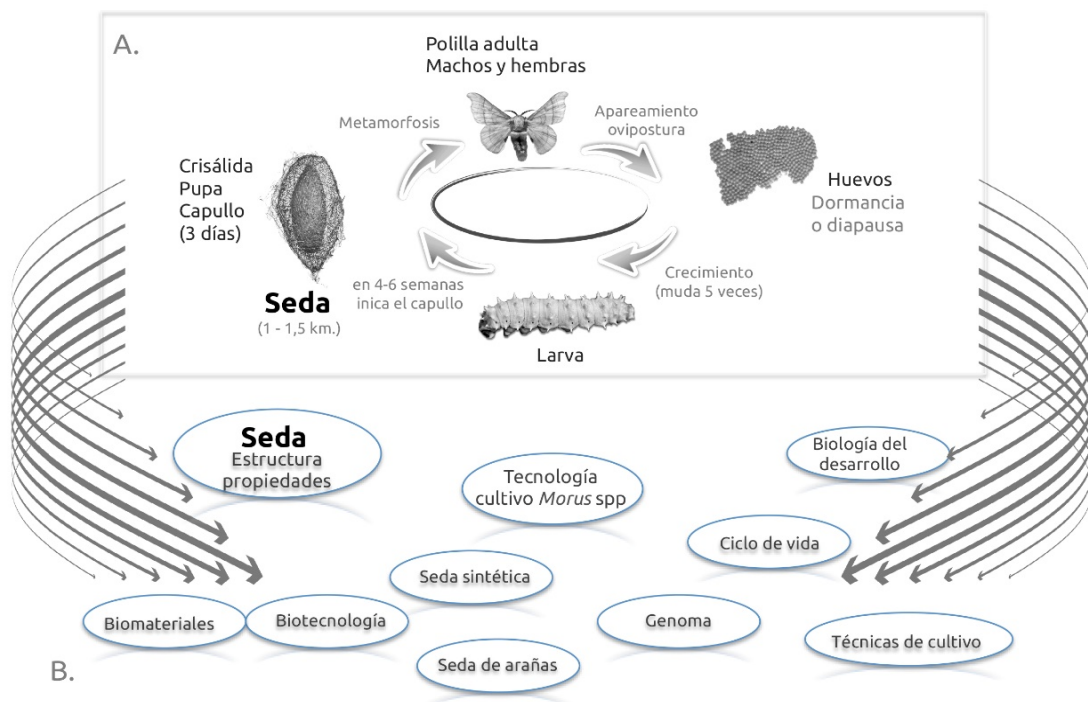 A.
Polilla adulta
Machos y hembras
Metamorfosis
Apareamiento
ovipostura
Crisálida
Pupa
Capullo
(3 días)
Huevos
Dormancia
o diapausa
Seda
(1 - 1,5 km.)
en 4-6 semanas
inica el capullo
Crecimiento
(muda 5 veces)
Larva
Seda
Estructura
propiedades
Tecnología
cultivo Morus spp
Biología del
desarrollo
Ciclo de vida
Seda sintética
Biomateriales
Biotecnología
Genoma
Técnicas de cultivo
Seda de arañas
B.